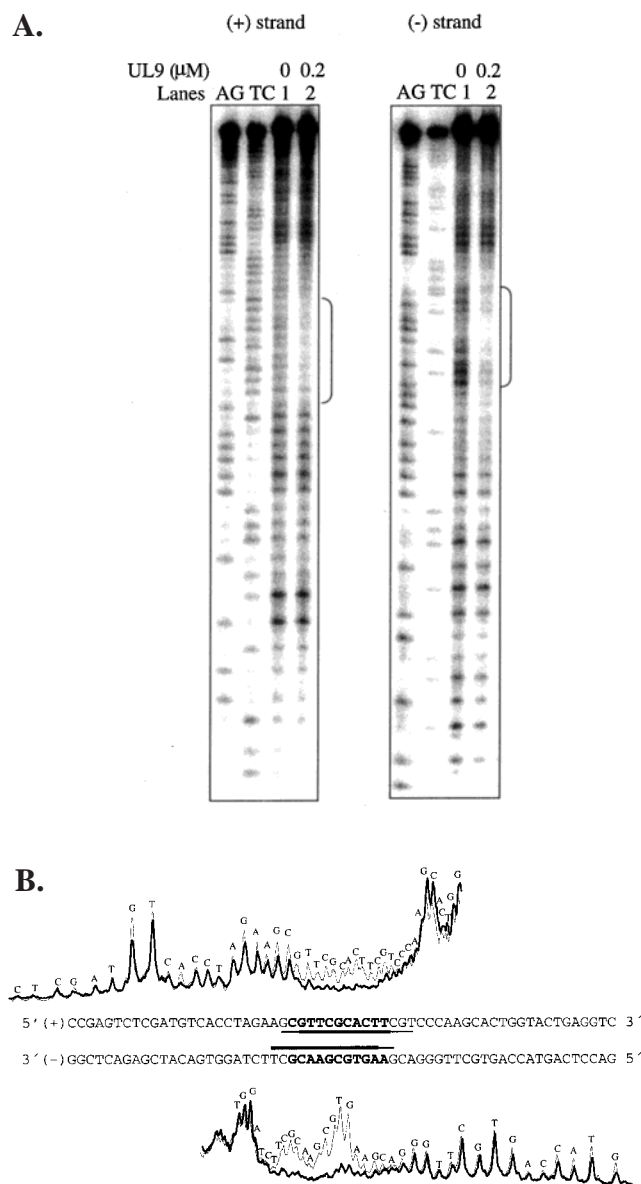 A.
(+) strand (-) strand
UL9 (µM) 0 0.2 0 0.2
Lanes AG TC 1 2 AG TC 1 2
B.
C T C G A T G T C A C C T A G A A G C G T T C G C A C T T C G T C C C A A G C A C T G G
5´(+)CCGAGTCTCGATGTCACCTAGAAGCGTTCGCACTTCGTCCCAAGCACTGGTACTGAGGTC 3´
3´(-)GGCTCAGAGCTACAGTGGATCTTCGCAAGCGTGAAGCAGGGTTCGTGACCATGACTCCAG 5´
T G G A T C T T C G C A A G C G T G A A G C A G G G T T C G T G A C C A T G